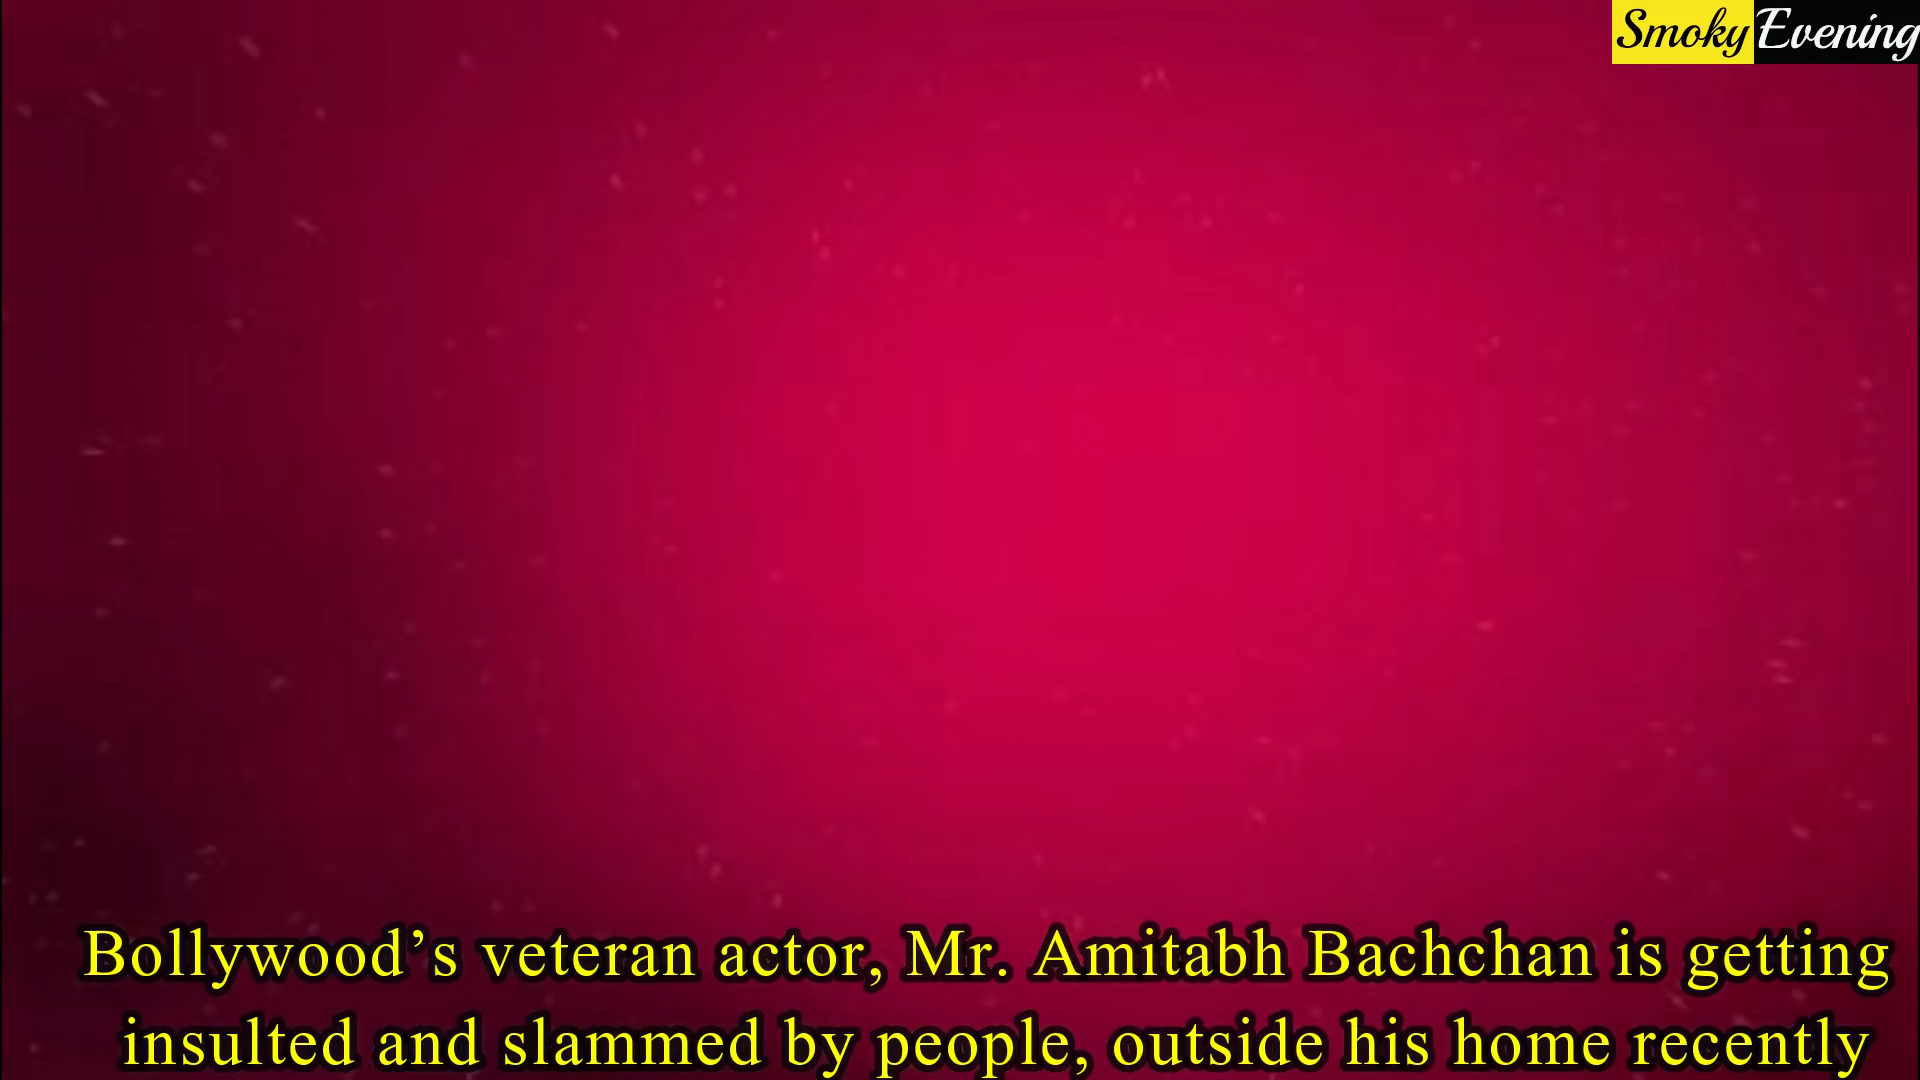 Smoky Evening
Bollywood’s veteran actor, Mr. Amitabh Bachchan is getting
insulted and slammed by people, outside his home recently